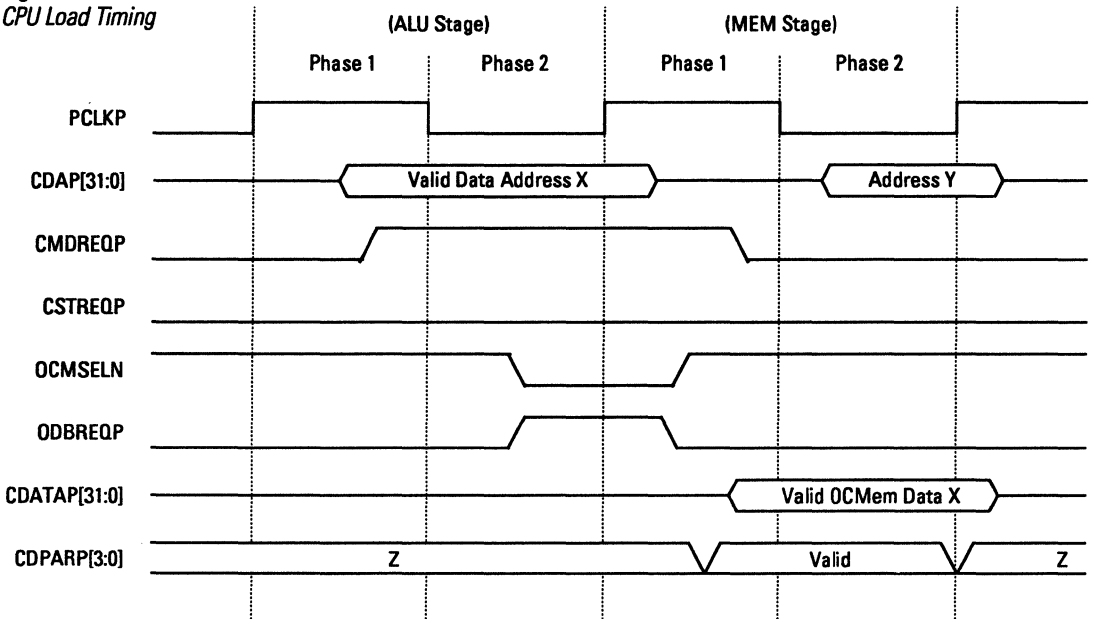 CPU Load Timing
(ALU Stage) (MEM Stage)
Phase 1 Phase 2 Phase 1 Phase 2
PCLKP
CDAP[31:0] Valid Data Address X Address Y
CMDREQP
CSTREQP
OCMSELN
ODBREQP
CDATAP[31:0] Valid OCMem Data X
CDPARP[3:0] Z Valid Z